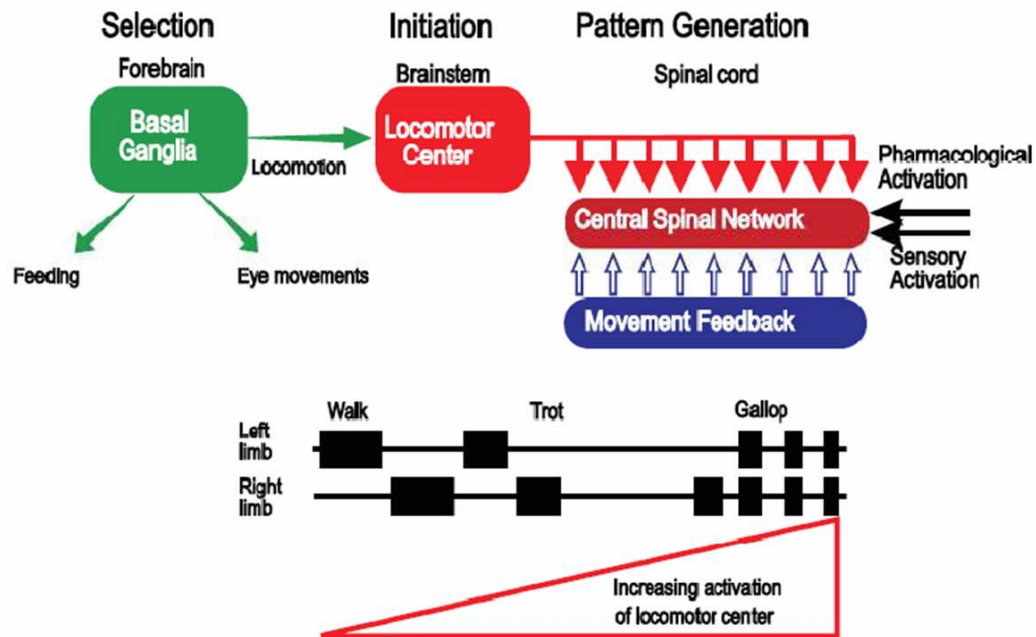 Selection
Initiation
Pattern Generation
Forebrain
Brainstem
Spinal cord
Basal
Ganglia
Locomotion
Locomotor
Center
Pharmacological
Activation
Central Spinal Network
Sensory
Activation
Feeding
Eye movements
Movement Feedback
Walk
Trot
Gallop
Left
limb
Right
limb
Increasing activation
of locomotor center